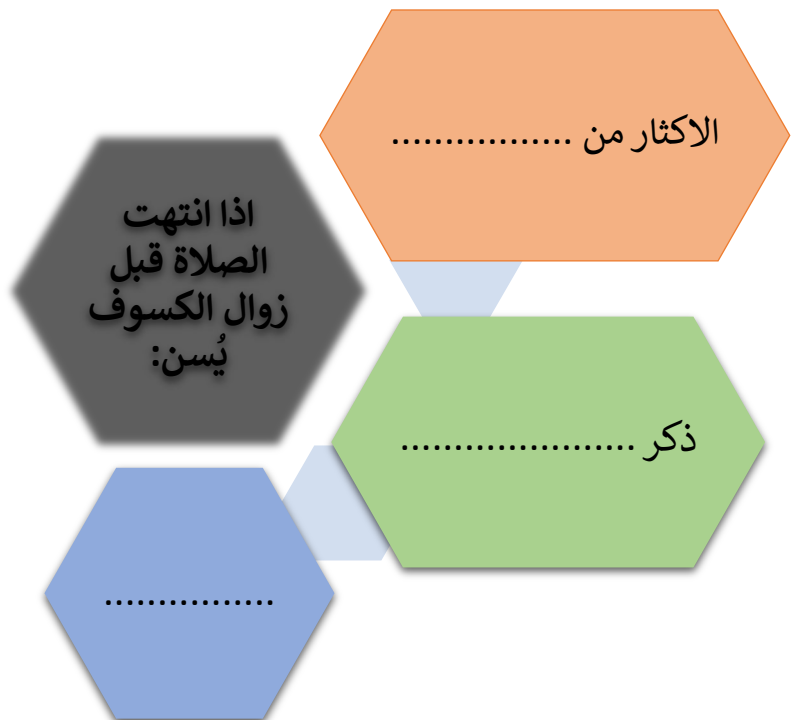 اذا انتهت
الصلاة قبل
زوال الكسوف
يُسن:
الاكثار من .................
ذكر ......................
................